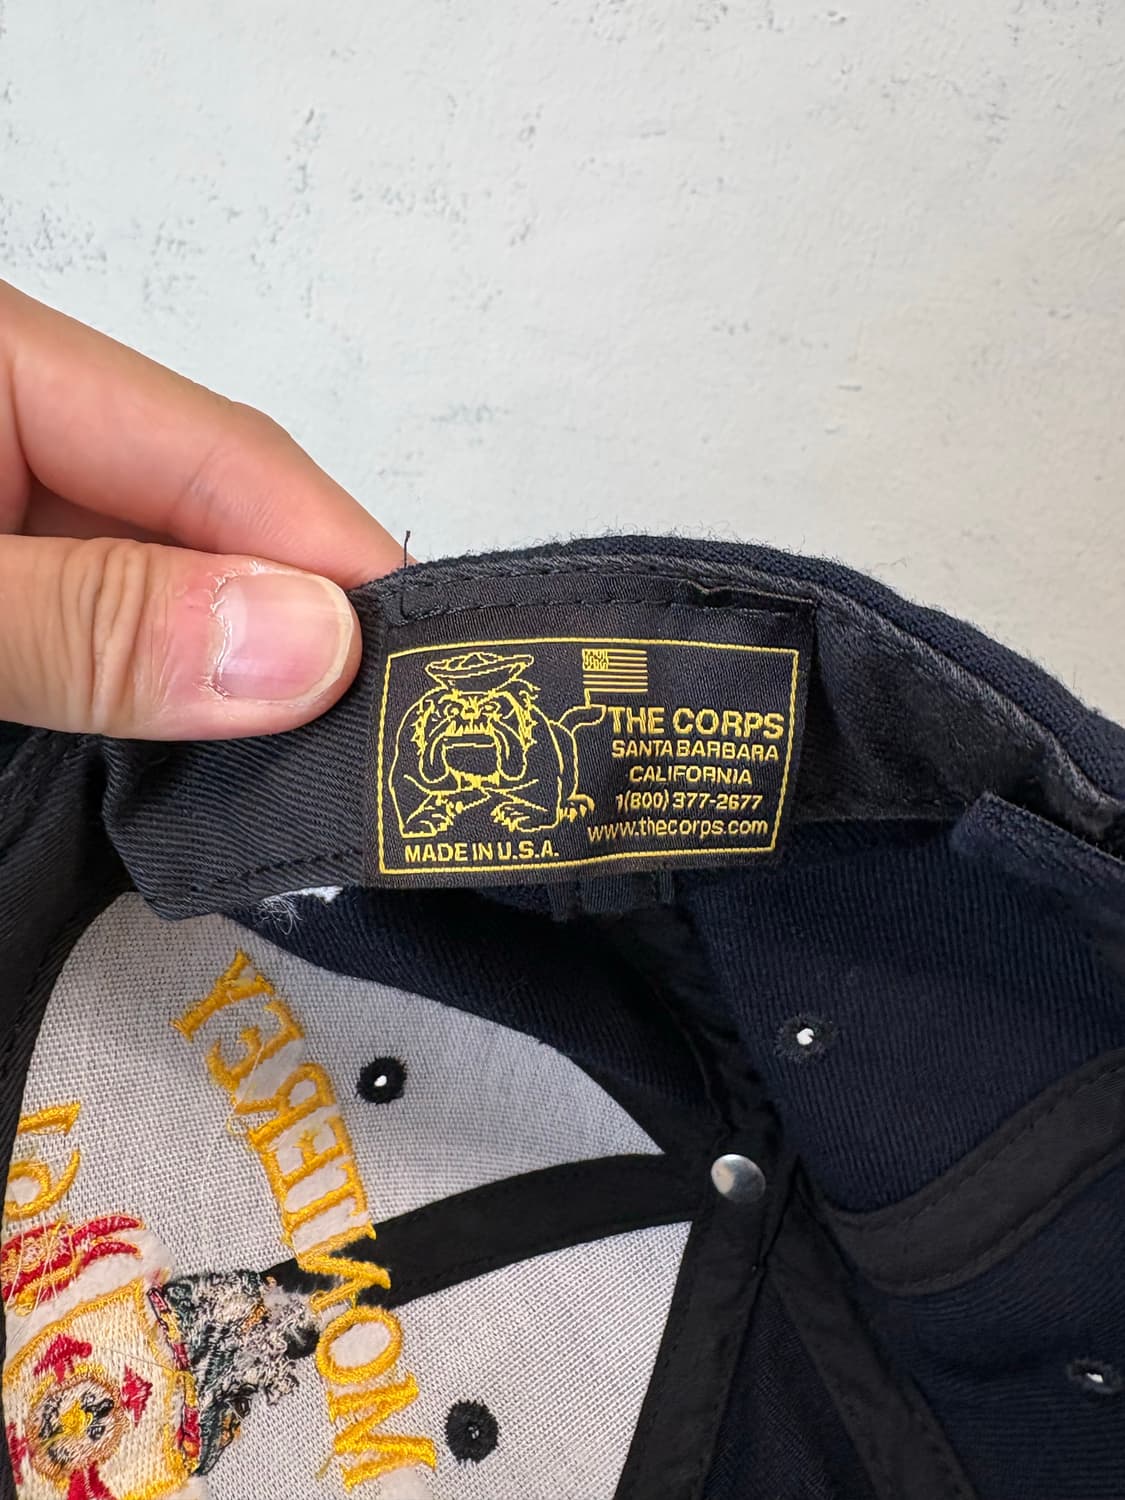 THE CORPS
SANTA BARBARA
CALIFORNIA
1(800) 377-2677
www.thecorps.com
MADE IN U.S.A.
MONTEREY